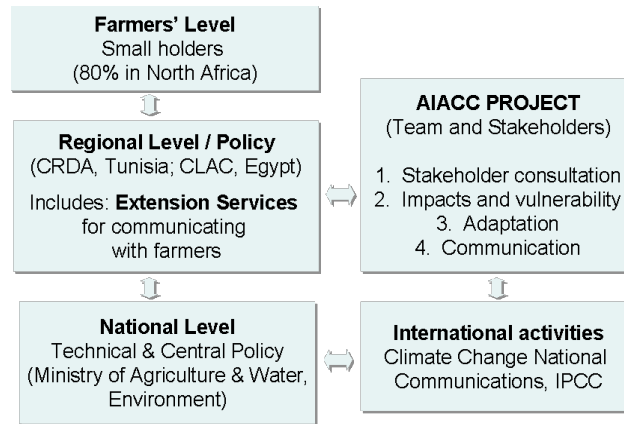 Farmers' Level
Small holders
(80% in North Africa)
Regional Level / Policy
(CRDA, Tunisia; CLAC, Egypt)
Includes: Extension Services
for communicating
with farmers
National Level
Technical & Central Policy
(Ministry of Agriculture & Water,
Environment)
AIACC PROJECT
(Team and Stakeholders)
1. Stakeholder consultation
2. Impacts and vulnerability
3. Adaptation
4. Communication
International activities
Climate Change National
Communications, IPCC